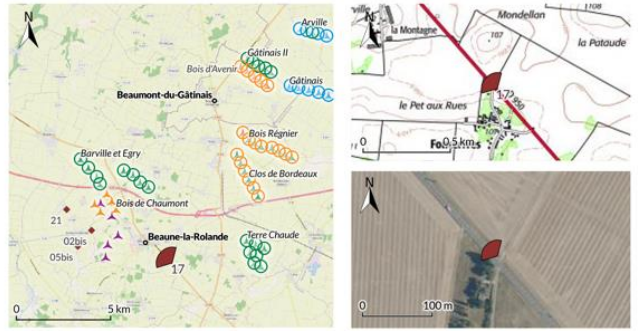 N
Arville
Gâtinais II
Bois d'Avenir
Gâtinais
Beaumont-du-Gâtinais
Bois Régnier
Barville et Egry
Clos de Bordeaux
Bois de Chaumont
21
02bis
05bis
Beaune-la-Rolande
Terre Chaude
17
0 5 km
N
la Montagne
Mondellan
108
107
la Pataude
17
950
le Pet aux Rues
0 0,5 km
N
0 100 m